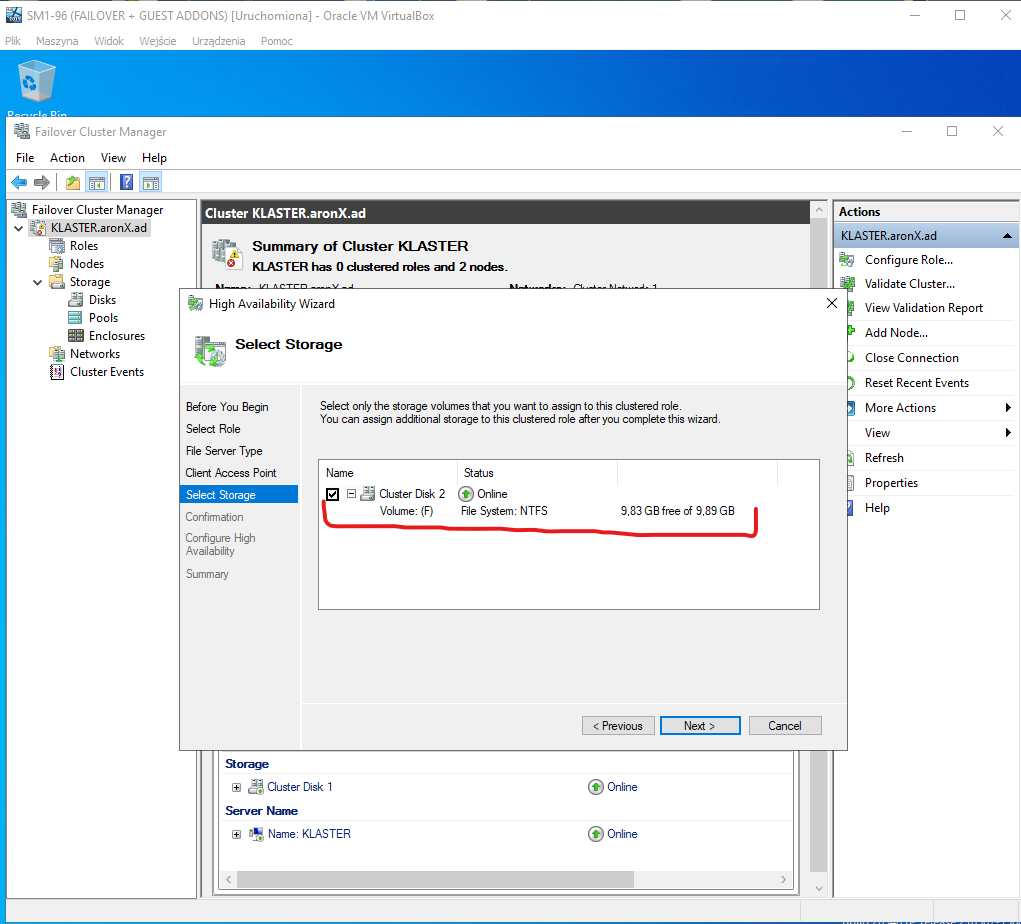 SM1-96 (FAILOVER + GUEST ADDONS) [Uruchomiona] - Oracle VM VirtualBox
Plik Maszyna Widok Wejście Urządzenia Pomoc
Recycle Bin
Failover Cluster Manager
File Action View Help
Failover Cluster Manager
KLASTER.aronX.ad
Roles
Nodes
Storage
Disks
Pools
Enclosures
Networks
Cluster Events
Cluster KLASTER.aronX.ad
Summary of Cluster KLASTER
KLASTER has 0 clustered roles and 2 nodes.
Name: KLASTER.aronX.ad Networks: Cluster Network 1
High Availability Wizard
Select Storage
Before You Begin
Select Role
File Server Type
Client Access Point
Select Storage
Confirmation
Configure High
Availability
Summary
Select only the storage volumes that you want to assign to this clustered role.
You can assign additional storage to this clustered role after you complete this wizard.
Name Status
Cluster Disk 2 Online
Volume: (F) File System: NTFS 9,83 GB free of 9,89 GB
< Previous Next > Cancel
Storage
Cluster Disk 1 Online
Server Name
Name: KLASTER Online
Actions
KLASTER.aronX.ad
Configure Role...
Validate Cluster...
View Validation Report
Add Node...
Close Connection
Reset Recent Events
More Actions
View
Refresh
Properties
Help